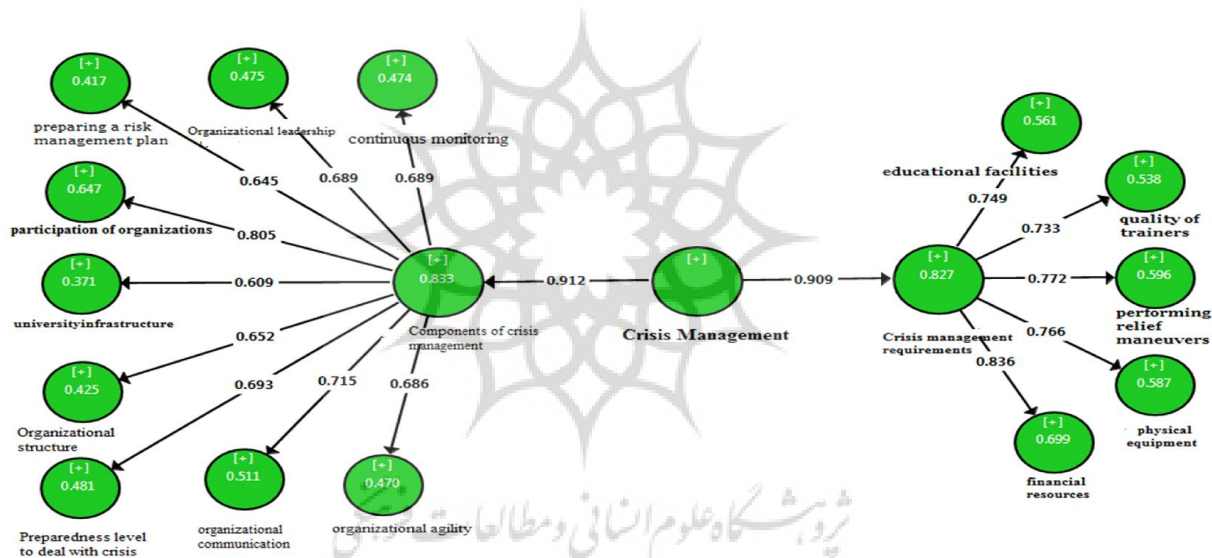 [+]
0.417
preparing a risk
management plan
[+]
0.475
Organizational leadership
[+]
0.474
continuous monitoring
0.645
0.689
0.689
[+]
0.647
participation of organizations
0.805
[+]
0.371
universityinfrastructure
0.609
[+]
0.425
Organizational
structure
0.652
[+]
0.481
Preparedness level
to deal with crisis
0.693
[+]
0.511
organizational
communication
0.715
[+]
0.470
organizational agility
0.686
[+]
0.833
Components of crisis
management
0.912
[+]
Crisis Management
0.909
[+]
0.827
Crisis management
requirements
[+]
0.561
educational facilities
0.749
[+]
0.538
quality of
trainers
0.733
[+]
0.596
performing
relief
maneuvers
0.772
[+]
0.587
physical
equipment
0.766
[+]
0.699
financial
resources
0.836
پژوهشگاه علوم انسانی و مطالعات فرهنگی